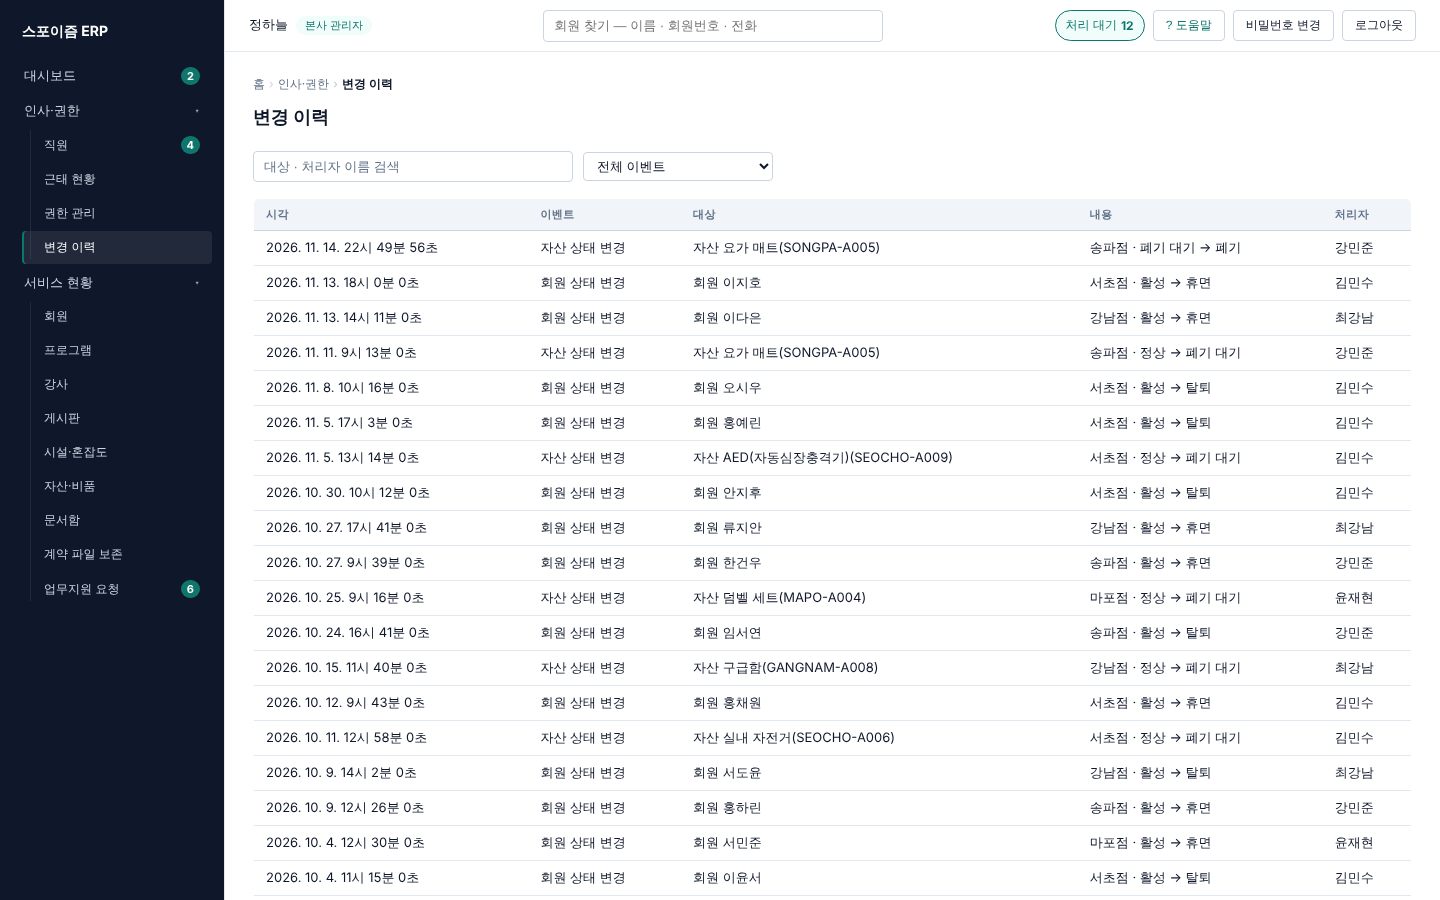 스포이즘 ERP
정하늘 본사 관리자
회원 찾기 — 이름 · 회원번호 · 전화
처리 대기 12
? 도움말
비밀번호 변경
로그아웃
대시보드 2
인사·권한
직원 4
근태 현황
권한 관리
변경 이력
서비스 현황
회원
프로그램
강사
게시판
시설·혼잡도
자산·비품
문서함
계약 파일 보존
업무지원 요청 6
홈 › 인사·권한 › 변경 이력
변경 이력
대상 · 처리자 이름 검색
전체 이벤트
시각 이벤트 대상 내용 처리자
2026. 11. 14. 22시 49분 56초 자산 상태 변경 자산 요가 매트(SONGPA-A005) 송파점 · 폐기 대기 → 폐기 강민준
2026. 11. 13. 18시 0분 0초 회원 상태 변경 회원 이지호 서초점 · 활성 → 휴면 김민수
2026. 11. 13. 14시 11분 0초 회원 상태 변경 회원 이다은 강남점 · 활성 → 휴면 최강남
2026. 11. 11. 9시 13분 0초 자산 상태 변경 자산 요가 매트(SONGPA-A005) 송파점 · 정상 → 폐기 대기 강민준
2026. 11. 8. 10시 16분 0초 회원 상태 변경 회원 오시우 서초점 · 활성 → 탈퇴 김민수
2026. 11. 5. 17시 3분 0초 회원 상태 변경 회원 홍예린 서초점 · 활성 → 탈퇴 김민수
2026. 11. 5. 13시 14분 0초 자산 상태 변경 자산 AED(자동심장충격기)(SEOCHO-A009) 서초점 · 정상 → 폐기 대기 김민수
2026. 10. 30. 10시 12분 0초 회원 상태 변경 회원 안지후 서초점 · 활성 → 탈퇴 김민수
2026. 10. 27. 17시 41분 0초 회원 상태 변경 회원 류지안 강남점 · 활성 → 휴면 최강남
2026. 10. 27. 9시 39분 0초 회원 상태 변경 회원 한건우 송파점 · 활성 → 휴면 강민준
2026. 10. 25. 9시 16분 0초 자산 상태 변경 자산 덤벨 세트(MAPO-A004) 마포점 · 정상 → 폐기 대기 윤재현
2026. 10. 24. 16시 41분 0초 회원 상태 변경 회원 임서연 송파점 · 활성 → 탈퇴 강민준
2026. 10. 15. 11시 40분 0초 자산 상태 변경 자산 구급함(GANGNAM-A008) 강남점 · 정상 → 폐기 대기 최강남
2026. 10. 12. 9시 43분 0초 회원 상태 변경 회원 홍채원 서초점 · 활성 → 휴면 김민수
2026. 10. 11. 12시 58분 0초 자산 상태 변경 자산 실내 자전거(SEOCHO-A006) 서초점 · 정상 → 폐기 대기 김민수
2026. 10. 9. 14시 2분 0초 회원 상태 변경 회원 서도윤 강남점 · 활성 → 탈퇴 최강남
2026. 10. 9. 12시 26분 0초 회원 상태 변경 회원 홍하린 송파점 · 활성 → 휴면 강민준
2026. 10. 4. 12시 30분 0초 회원 상태 변경 회원 서민준 마포점 · 활성 → 휴면 윤재현
2026. 10. 4. 11시 15분 0초 회원 상태 변경 회원 이윤서 서초점 · 활성 → 탈퇴 김민수